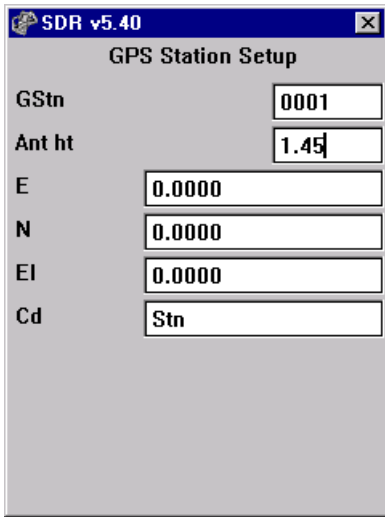 SDR v5.40
GPS Station Setup
GStn 0001
Ant ht 1.45
E 0.0000
N 0.0000
El 0.0000
Cd Stn